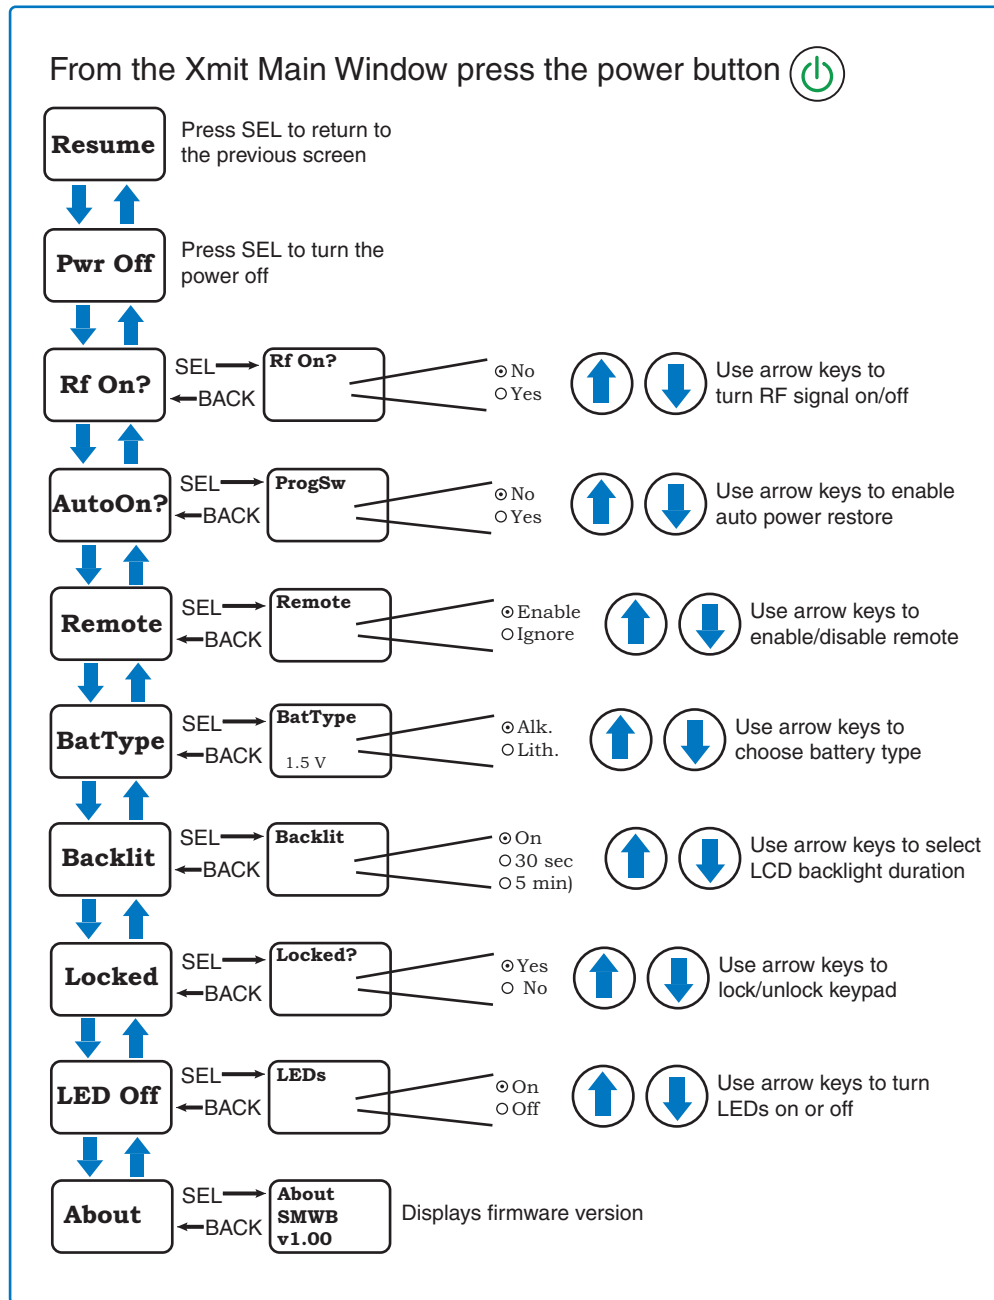 From the Xmit Main Window press the power button
Resume
Press SEL to return to
the previous screen
Pwr Off
Press SEL to turn the
power off
Rf On?
SEL
BACK
Rf On?
No
Yes
Use arrow keys to
turn RF signal on/off
AutoOn?
SEL
BACK
ProgSw
No
Yes
Use arrow keys to enable
auto power restore
Remote
SEL
BACK
Remote
Enable
Ignore
Use arrow keys to
enable/disable remote
BatType
SEL
BACK
BatType
1.5 V
Alk.
Lith.
Use arrow keys to
choose battery type
Backlit
SEL
BACK
Backlit
On
30 sec
5 min)
Use arrow keys to select
LCD backlight duration
Locked
SEL
BACK
Locked?
Yes
No
Use arrow keys to
lock/unlock keypad
LED Off
SEL
BACK
LEDs
On
Off
Use arrow keys to turn
LEDs on or off
About
SEL
BACK
About
SMWB
v1.00
Displays firmware version